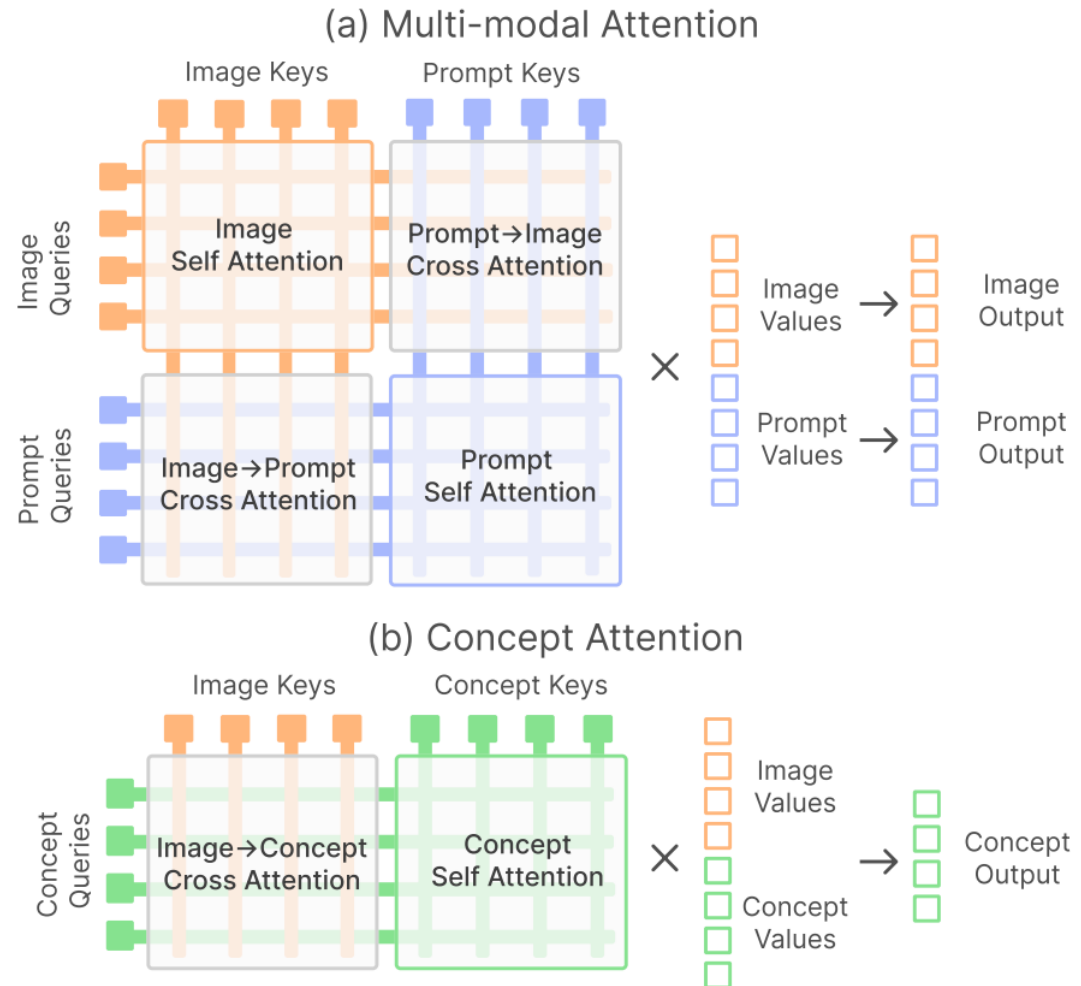 (a) Multi-modal Attention
Image Keys
Prompt Keys
Image
Queries
Image
Self Attention
Prompt→Image
Cross Attention
Image
Values
Image
Output
×
Prompt
Queries
Image→Prompt
Cross Attention
Prompt
Self Attention
Prompt
Values
Prompt
Output
(b) Concept Attention
Image Keys
Concept Keys
Concept
Queries
Image→Concept
Cross Attention
Concept
Self Attention
×
Image
Values
Concept
Values
Concept
Output